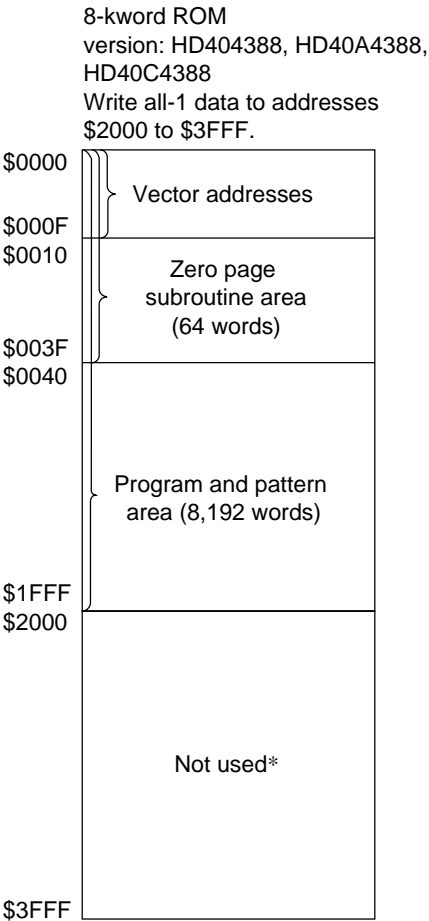 8-kword ROM
version: HD404388, HD40A4388,
HD40C4388
Write all-1 data to addresses
$2000 to $3FFF.
$0000
Vector addresses
$000F
$0010
Zero page
subroutine area
(64 words)
$003F
$0040
Program and pattern
area (8,192 words)
$1FFF
$2000
Not used*
$3FFF